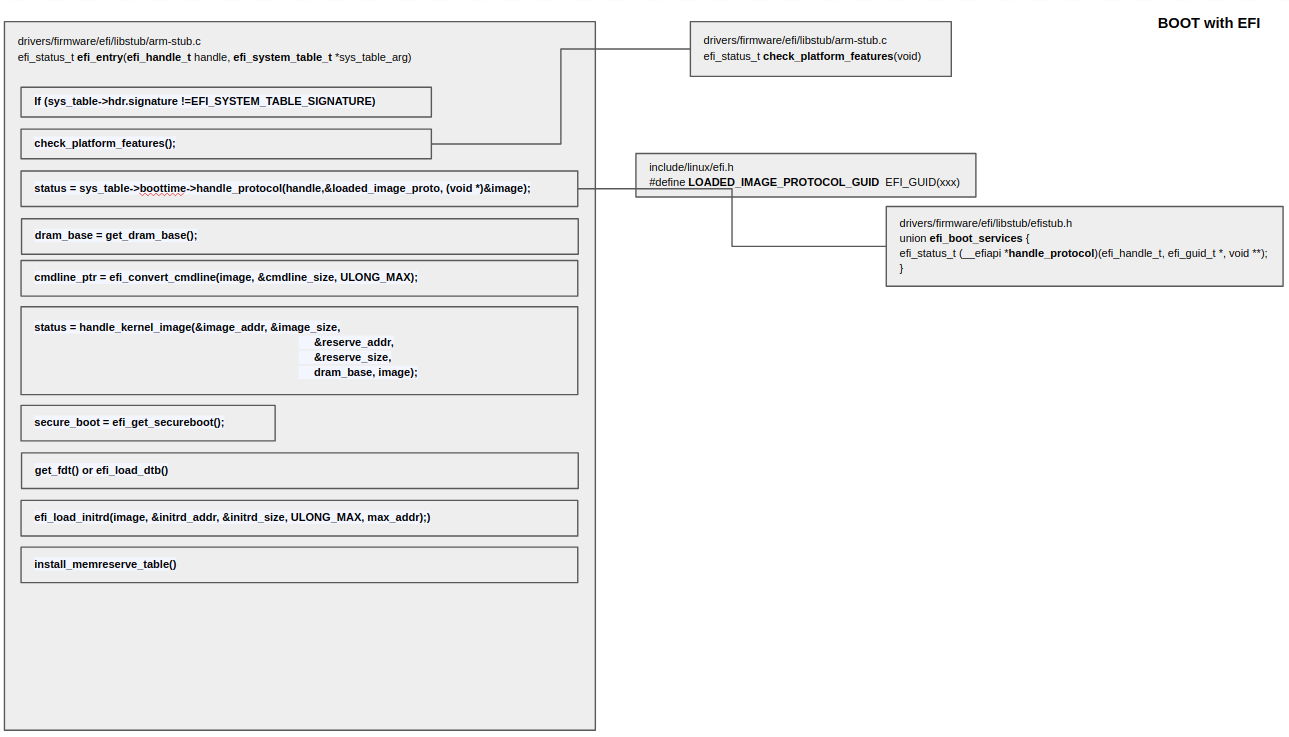 BOOT with EFI
drivers/firmware/efi/libstub/arm-stub.c
efi_status_t efi_entry(efi_handle_t handle, efi_system_table_t *sys_table_arg)
If (sys_table->hdr.signature !=EFI_SYSTEM_TABLE_SIGNATURE)
check_platform_features();
status = sys_table->boottime->handle_protocol(handle,&loaded_image_proto, (void *)&image);
dram_base = get_dram_base();
cmdline_ptr = efi_convert_cmdline(image, &cmdline_size, ULONG_MAX);
status = handle_kernel_image(&image_addr, &image_size,
&reserve_addr,
&reserve_size,
dram_base, image);
secure_boot = efi_get_secureboot();
get_fdt() or efi_load_dtb()
efi_load_initrd(image, &initrd_addr, &initrd_size, ULONG_MAX, max_addr);)
install_memreserve_table()
drivers/firmware/efi/libstub/arm-stub.c
efi_status_t check_platform_features(void)
include/linux/efi.h
#define LOADED_IMAGE_PROTOCOL_GUID  EFI_GUID(xxx)
drivers/firmware/efi/libstub/efistub.h
union efi_boot_services {
efi_status_t (__efiapi *handle_protocol)(efi_handle_t, efi_guid_t *, void **);
}